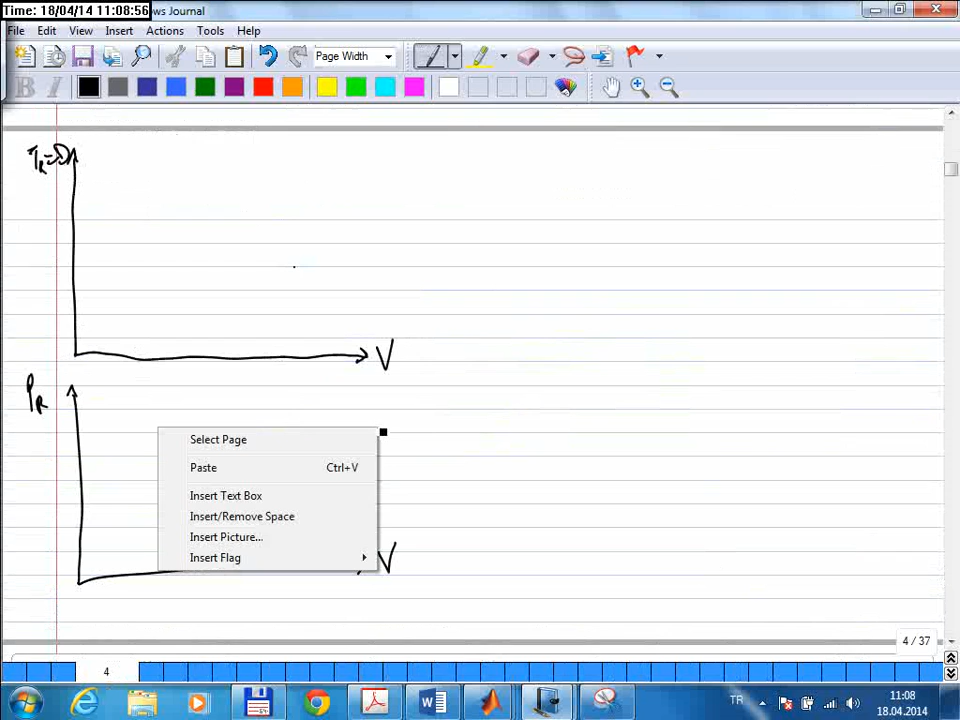 Time: 18/04/14 11:08:56
ws Journal
File Edit View Insert Actions Tools Help
Page Width
B I
T_R=D
V
P_R
Select Page
Paste Ctrl+V
Insert Text Box
Insert/Remove Space
Insert Picture...
Insert Flag
V
4 / 37
4
TR
11:08
18.04.2014